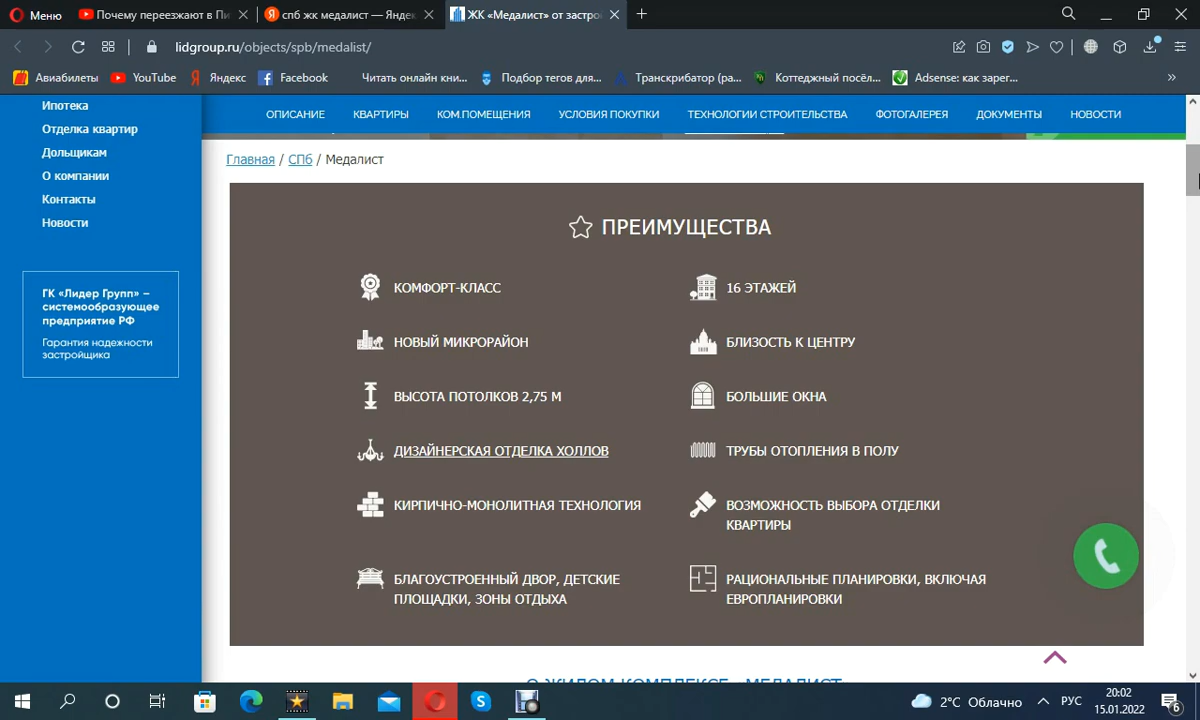 Меню
Почему переезжают в Пи
спб жк медалист — Яндек
ЖК «Медалист» от застро
lidgroup.ru/objects/spb/medalist/
Авиабилеты
YouTube
Яндекс
Facebook
Читать онлайн кни...
Подбор тегов для...
Транскрибатор (ра...
Коттеджный посёл...
Adsense: как зарег...
»
ОПИСАНИЕ
КВАРТИРЫ
КОМ.ПОМЕЩЕНИЯ
УСЛОВИЯ ПОКУПКИ
ТЕХНОЛОГИИ СТРОИТЕЛЬСТВА
ФОТОГАЛЕРЕЯ
ДОКУМЕНТЫ
НОВОСТИ
Ипотека
Отделка квартир
Дольщикам
О компании
Контакты
Новости
ГК «Лидер Групп» –
системообразующее
предприятие РФ
Гарантия надежности
застройщика
Главная / СПб / Медалист
ПРЕИМУЩЕСТВА
КОМФОРТ-КЛАСС
16 ЭТАЖЕЙ
НОВЫЙ МИКРОРАЙОН
БЛИЗОСТЬ К ЦЕНТРУ
ВЫСОТА ПОТОЛКОВ 2,75 М
БОЛЬШИЕ ОКНА
ДИЗАЙНЕРСКАЯ ОТДЕЛКА ХОЛЛОВ
ТРУБЫ ОТОПЛЕНИЯ В ПОЛУ
КИРПИЧНО-МОНОЛИТНАЯ ТЕХНОЛОГИЯ
ВОЗМОЖНОСТЬ ВЫБОРА ОТДЕЛКИ
КВАРТИРЫ
БЛАГОУСТРОЕННЫЙ ДВОР, ДЕТСКИЕ
ПЛОЩАДКИ, ЗОНЫ ОТДЫХА
РАЦИОНАЛЬНЫЕ ПЛАНИРОВКИ, ВКЛЮЧАЯ
ЕВРОПЛАНИРОВКИ
О ЖИЛОМ КОМПЛЕКСЕ «МЕДАЛИСТ»
2°C Облачно
РУС
20:02
15.01.2022
6